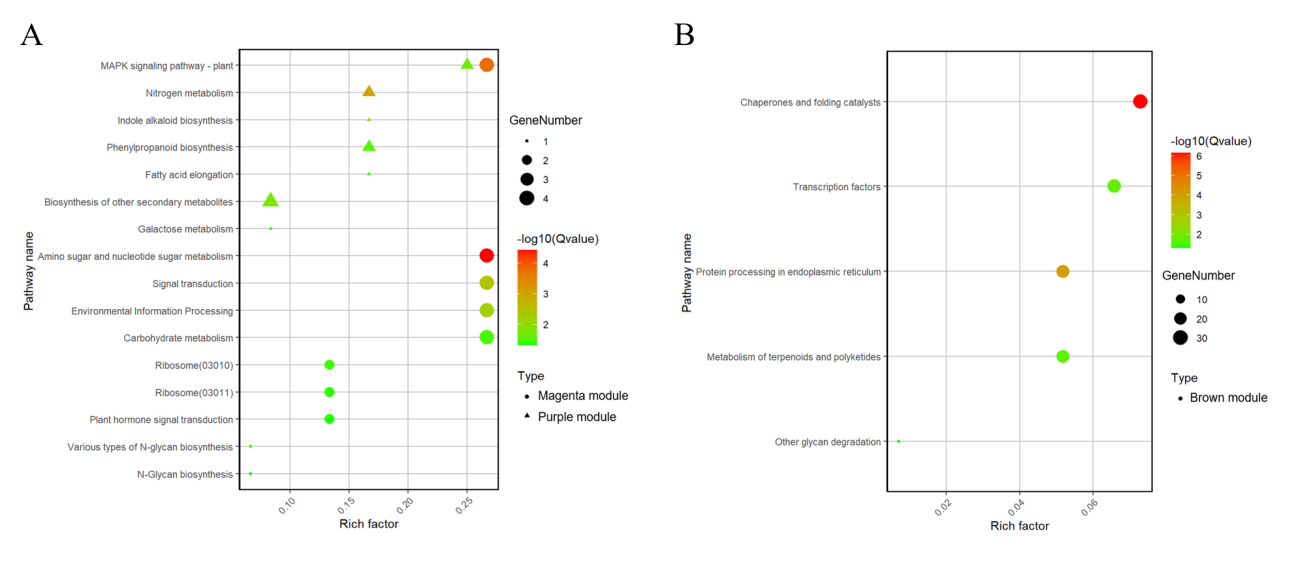 A
MAPK signaling pathway - plant
Nitrogen metabolism
Indole alkaloid biosynthesis
Phenylpropanoid biosynthesis
Fatty acid elongation
Biosynthesis of other secondary metabolites
Galactose metabolism
Amino sugar and nucleotide sugar metabolism
Signal transduction
Environmental Information Processing
Carbohydrate metabolism
Ribosome(03010)
Ribosome(03011)
Plant hormone signal transduction
Various types of N-glycan biosynthesis
N-Glycan biosynthesis
Pathway name
0.10
0.15
0.20
0.25
Rich factor
GeneNumber
1
2
3
4
-log10(Qvalue)
4
3
2
Type
Magenta module
Purple module
B
Chaperones and folding catalysts
Transcription factors
Protein processing in endoplasmic reticulum
Metabolism of terpenoids and polyketides
Other glycan degradation
Pathway name
0.02
0.04
0.06
Rich factor
-log10(Qvalue)
6
5
4
3
2
GeneNumber
10
20
30
Type
Brown module